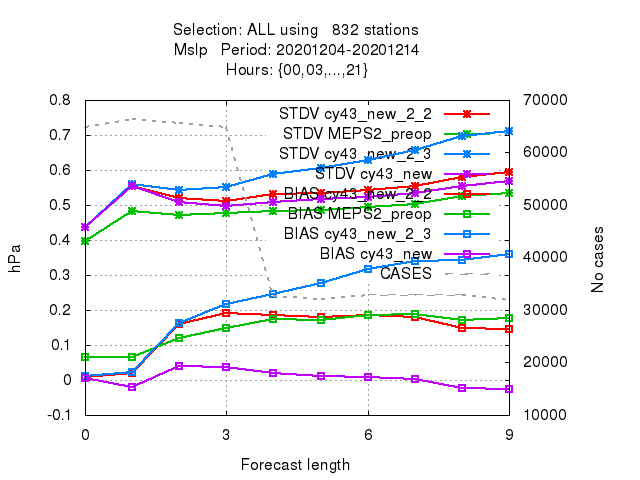 Selection: ALL using   832 stations
Mslp   Period: 20201204-20201214
Hours: {00,03,...,21}
0.8
0.7
0.6
0.5
0.4
0.3
0.2
0.1
0
-0.1
hPa
STDV cy43_new_2_2
STDV MEPS2_preop
STDV cy43_new_2_3
STDV cy43_new
BIAS cy43_new_2_2
BIAS MEPS2_preop
BIAS cy43_new_2_3
BIAS cy43_new
CASES
70000
60000
50000
40000
30000
20000
10000
No cases
0 3 6 9
Forecast length